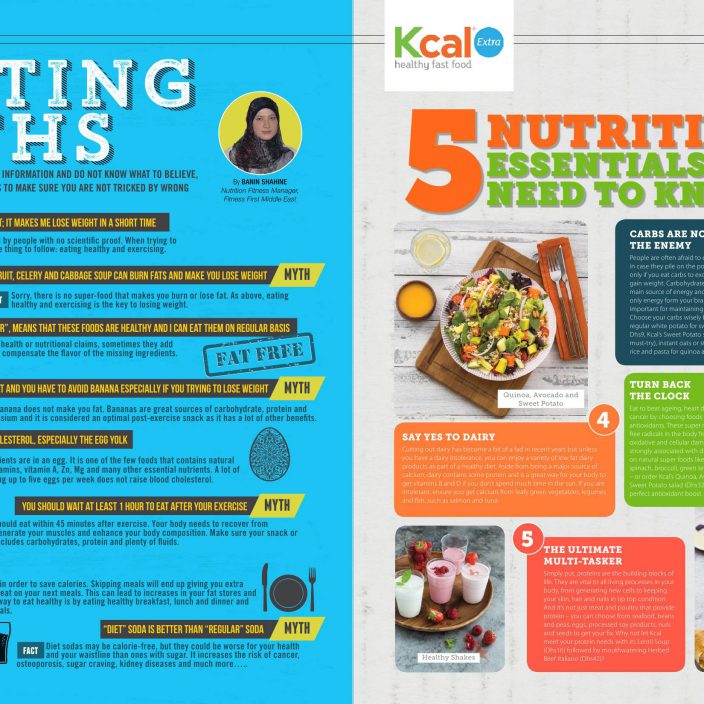 TING
THS
INFORMATION AND DO NOT KNOW WHAT TO BELIEVE,
S TO MAKE SURE YOU ARE NOT TRICKED BY WRONG
By BANIN SHAHINE
Nutrition Fitness Manager,
Fitness First Middle East
T; IT MAKES ME LOSE WEIGHT IN A SHORT TIME
by people with no scientific proof. When trying to
e thing to follow: eating healthy and exercising.
RUIT, CELERY AND CABBAGE SOUP CAN BURN FATS AND MAKE YOU LOSE WEIGHT MYTH
Sorry, there is no super-food that makes you burn or lose fat. As above, eating
healthy and exercising is the key to losing weight.
R", MEANS THAT THESE FOODS ARE HEALTHY AND I CAN EAT THEM ON REGULAR BASIS
health or nutritional claims, sometimes they add
compensate the flavor of the missing ingredients.
FAT FREE
T AND YOU HAVE TO AVOID BANANA ESPECIALLY IF YOU TRYING TO LOSE WEIGHT MYTH
anana does not make you fat. Bananas are great sources of carbohydrate, protein and
ssium and it is considered an optimal post-exercise snack as it has a lot of other benefits.
OLESTEROL, ESPECIALLY THE EGG YOLK
ients are in an egg. It is one of the few foods that contains natural
amins, vitamin A, Zn, Mg and many other essential nutrients. A lot of
ng up to five eggs per week does not raise blood cholesterol.
YOU SHOULD WAIT AT LEAST 1 HOUR TO EAT AFTER YOUR EXERCISE MYTH
hould eat within 45 minutes after exercise. Your body needs to recover from
generate your muscles and enhance your body composition. Make sure your snack or
cludes carbohydrates, protein and plenty of fluids.
in order to save calories. Skipping meals will end up giving you extra
eat on your next meals. This can lead to increases in your fat stores and
way to eat healthy is by eating healthy breakfast, lunch and dinner and
als.
"DIET" SODA IS BETTER THAN "REGULAR" SODA MYTH
FACT Diet sodas may be calorie-free, but they could be worse for your health
and your waistline than ones with sugar. It increases the risk of cancer,
osteoporosis, sugar craving, kidney diseases and much more.....
Kcal Extra
healthy fast food
5 NUTRITI
ESSENTIALS
NEED TO KN
Quinoa, Avocado and
Sweet Potato
CARBS ARE NO
THE ENEMY
People are often afraid to
in case they pile on the po
only if you eat carbs to exc
gain weight. Carbohydrate
main source of energy and
only energy form your bra
important for maintaining
Choose your carbs wisely
regular white potato for sw
Dhs9, Kcal's Sweet Potato
must-try), instant oats or s
rice and pasta for quinoa a
TURN BACK
THE CLOCK
Eat to beat ageing, heart d
cancer by choosing foods
antioxidants. These super
free radicals in the body fr
oxidative and cellular dam
strongly associated with d
on natural super foods like
spinach, broccoli, green te
– or order Kcal's Quinoa, A
Sweet Potato salad (Dhs32
perfect antioxidant boost.
4
SAY YES TO DAIRY
Cutting out dairy has become a bit of a fad in recent years but unless
you have a dairy intolerance, you can enjoy a variety of low fat dairy
products as part of a healthy diet. Aside from being a major source of
calcium, dairy contains some protein and is a great way for your body to
get vitamins B and D if you don't spend much time in the sun. If you are
intolerant, ensure you get calcium from leafy green vegetables, legumes
and fish, such as salmon and tuna.
5
THE ULTIMATE
MULTI-TASKER
Simply put, proteins are the building blocks of
life. They are vital to all living processes in your
body, from generating new cells to keeping
your skin, hair and nails in tip top condition.
And it's not just meat and poultry that provide
protein – you can choose from seafood, beans
and peas, eggs, processed soy products, nuts
and seeds to get your fix. Why not let Kcal
meet your protein needs with its Lentil Soup
(Dhs16) followed by mouthwatering Herbed
Beef Italiano (Dhs42)?
Healthy Shakes